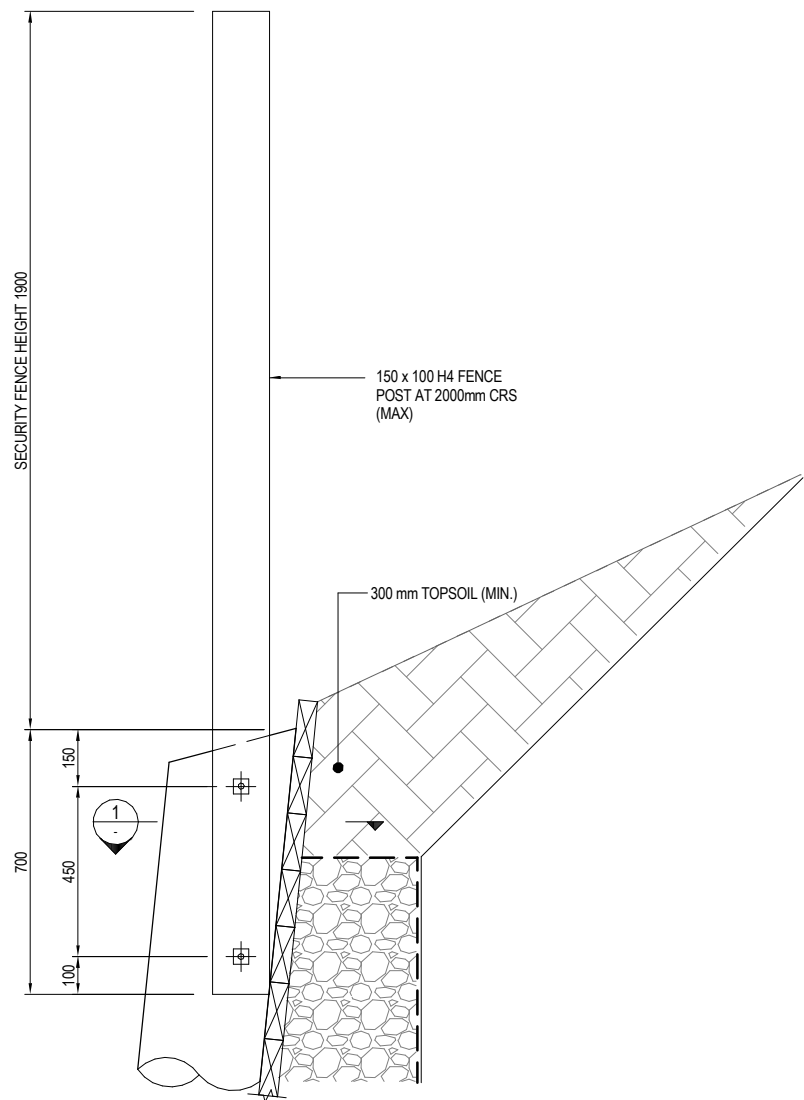 SECURITY FENCE HEIGHT 1900
150 x 100 H4 FENCE
POST AT 2000mm CRS
(MAX)
300 mm TOPSOIL (MIN.)
150
1
-
700
450
100